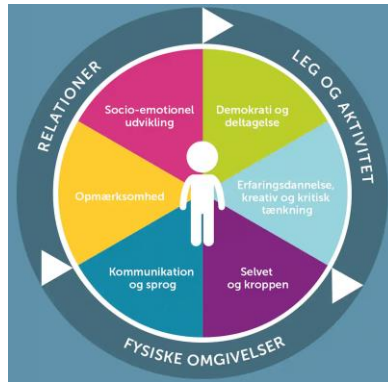 RELATIONER
LEG OG AKTIVITET
Socio-emotionel
udvikling
Demokrati og
deltagelse
Opmærksomhed
Erfaringsdannelse,
kreativ og kritisk
tænkning
Kommunikation
og sprog
Selvet
og kroppen
FYSISKE OMGIVELSER